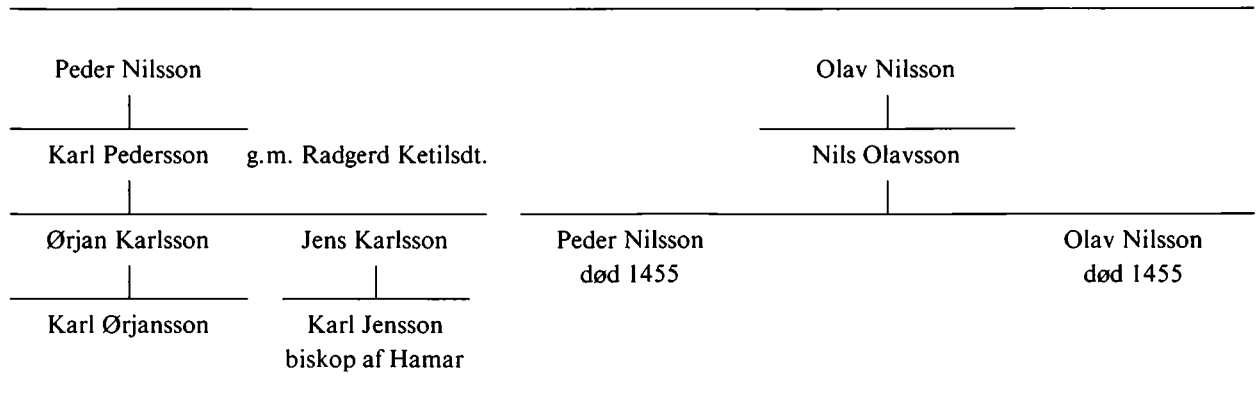 Peder Nilsson Olav Nilsson
Karl Pedersson g.m. Radgerd Ketilsdt. Nils Olavsson
Ørjan Karlsson Jens Karlsson Peder Nilsson Olav Nilsson
død 1455 død 1455
Karl Ørjansson Karl Jensson
biskop af Hamar